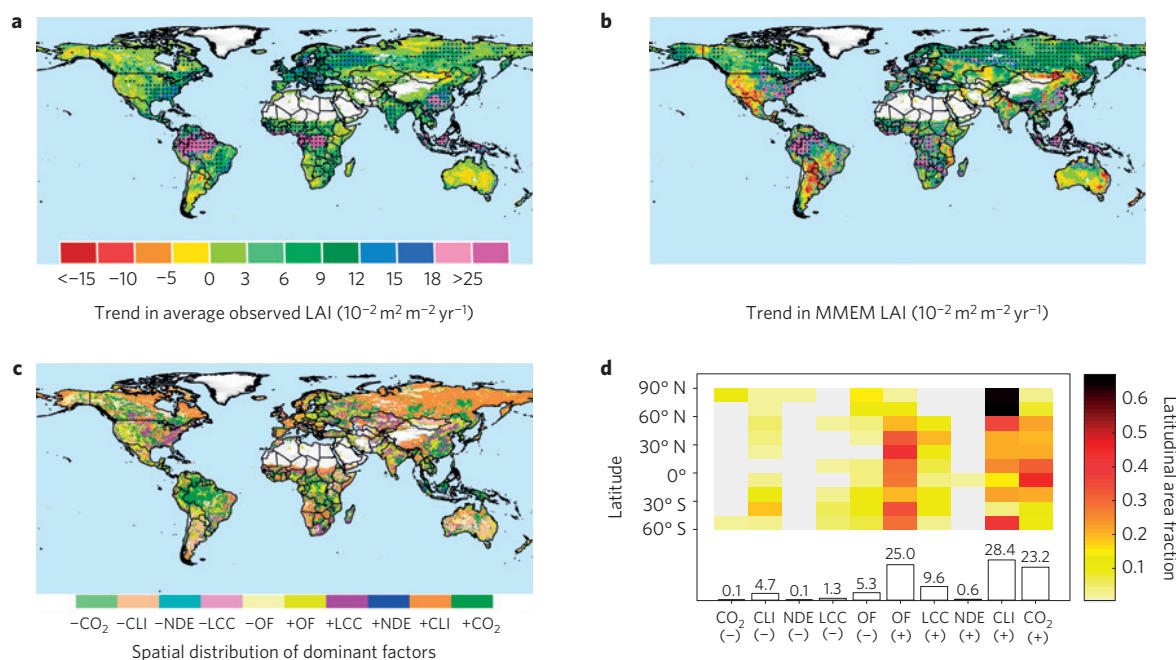 a
b
<−15 −10 −5 0 3 6 9 12 15 18 >25
Trend in average observed LAI (10⁻² m² m⁻² yr⁻¹)
Trend in MMEM LAI (10⁻² m² m⁻² yr⁻¹)
c
−CO₂ −CLI −NDE −LCC −OF +OF +LCC +NDE +CLI +CO₂
Spatial distribution of dominant factors
d
90° N
60° N
30° N
0°
30° S
60° S
Latitude
0.1 4.7 0.1 1.3 5.3 25.0 9.6 0.6 28.4 23.2
CO₂ CLI NDE LCC OF OF LCC NDE CLI CO₂
(−) (−) (−) (−) (−) (+) (+) (+) (+) (+)
0.6
0.5
0.4
0.3
0.2
0.1
Latitudinal area fraction